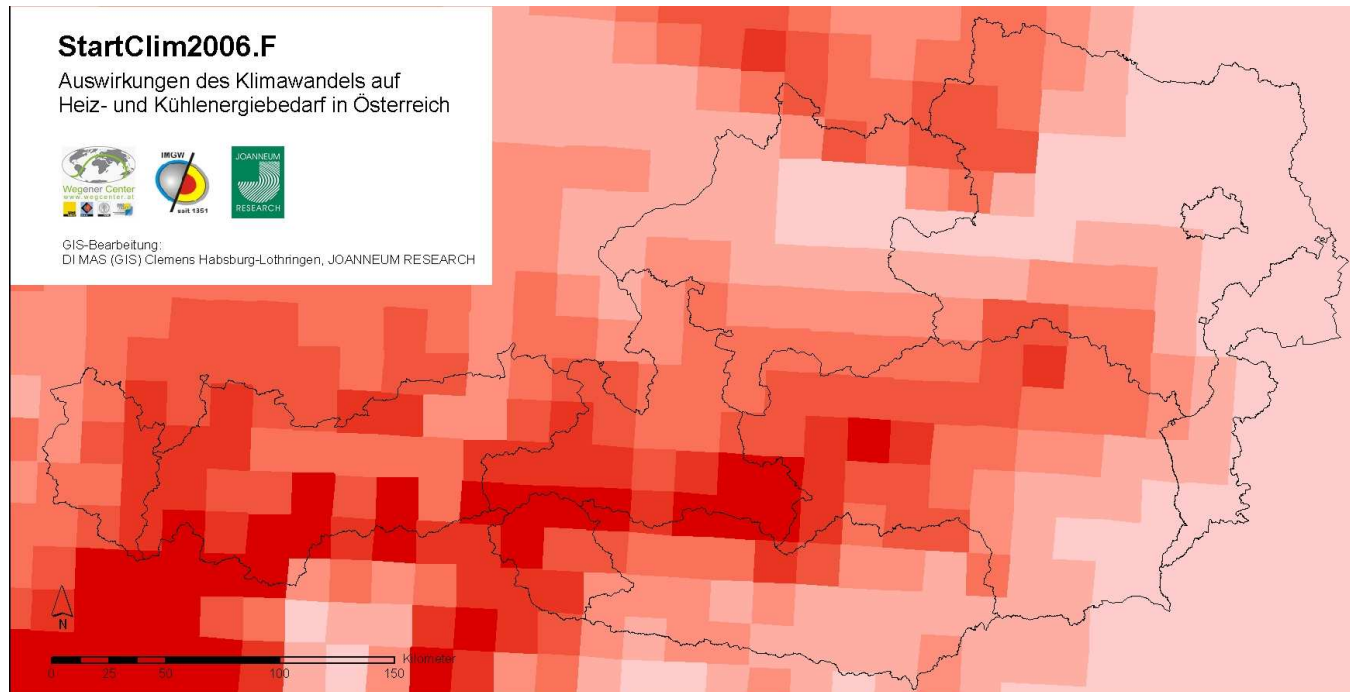 StartClim2006.F
Auswirkungen des Klimawandels auf
Heiz- und Kühlenergiebedarf in Österreich
Wegener Center
www.wegcenter.at
IMGW
seit 1351
JOANNEUM
RESEARCH
GIS-Bearbeitung:
DI MAS (GIS) Clemens Habsburg-Lothringen, JOANNEUM RESEARCH
N
Kilometer
0 25 50 100 150